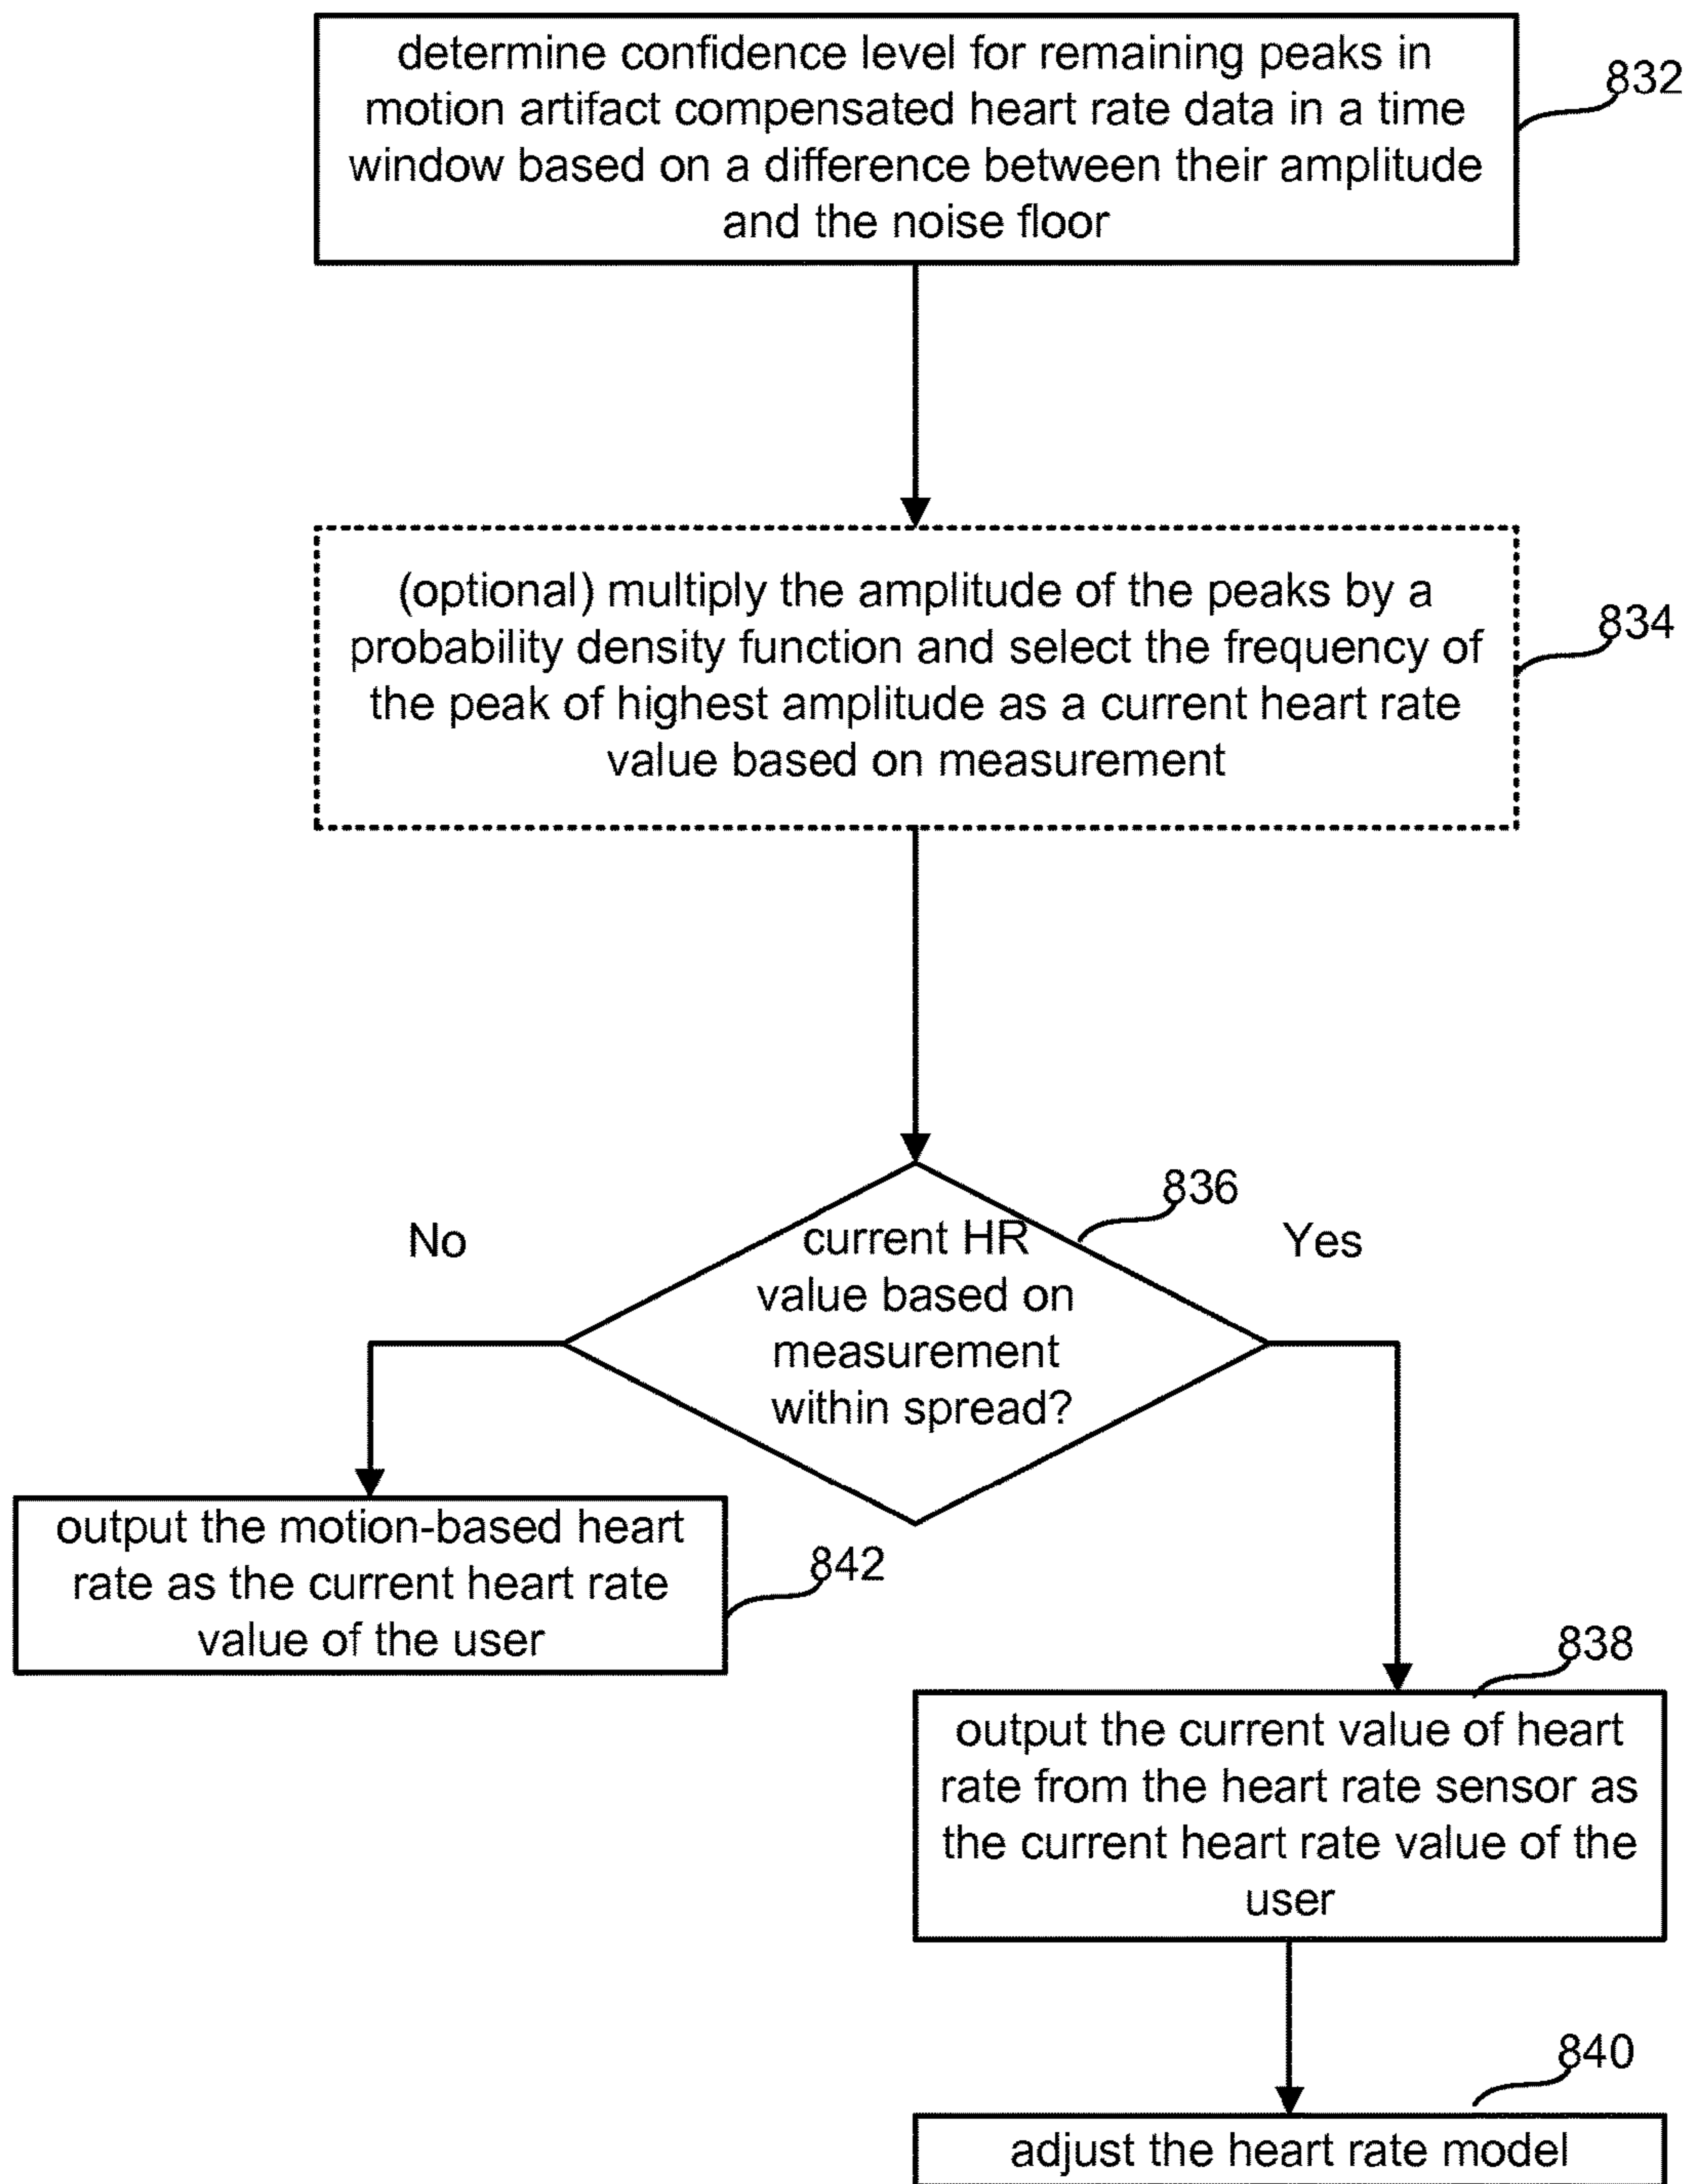 determine confidence level for remaining peaks in
motion artifact compensated heart rate data in a time
window based on a difference between their amplitude
and the noise floor
832
(optional) multiply the amplitude of the peaks by a
probability density function and select the frequency of
the peak of highest amplitude as a current heart rate
value based on measurement
834
836
No
current HR
value based on
measurement
within spread?
Yes
output the motion-based heart
rate as the current heart rate
value of the user
842
838
output the current value of heart
rate from the heart rate sensor as
the current heart rate value of the
user
840
adjust the heart rate model